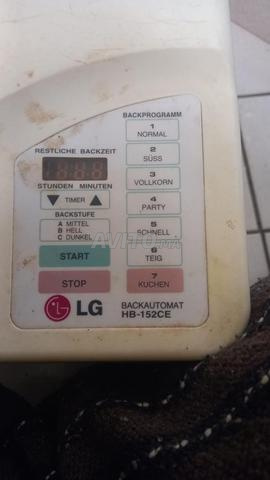 BACKPROGRAMM
1
NORMAL
RESTLICHE BACKZEIT
2
SÜSS
3
VOLLKORN
STUNDEN MINUTEN
TIMER
4
PARTY
BACKSTUFE
A MITTEL
B HELL
C DUNKEL
5
SCHNELL
START
6
TEIG
STOP
7
KUCHEN
LG
BACKAUTOMAT
HB-152CE